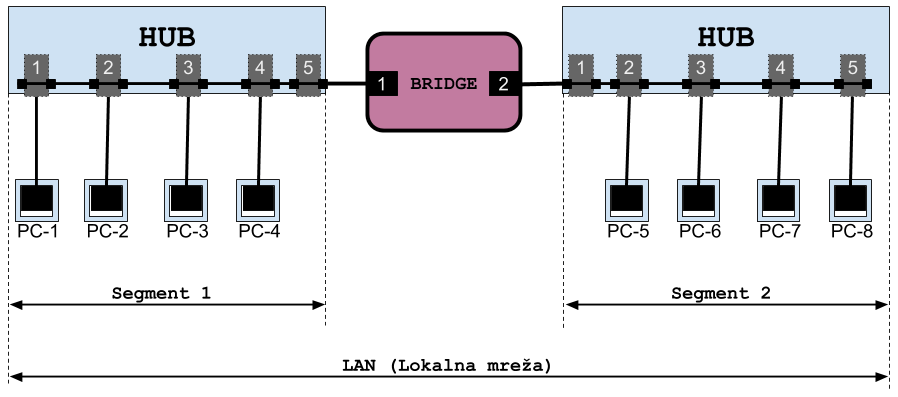 HUB HUB
1 2 3 4 5 1 BRIDGE 2 1 2 3 4 5
PC-1 PC-2 PC-3 PC-4 PC-5 PC-6 PC-7 PC-8
Segment 1 Segment 2
LAN (Lokalna mreža)